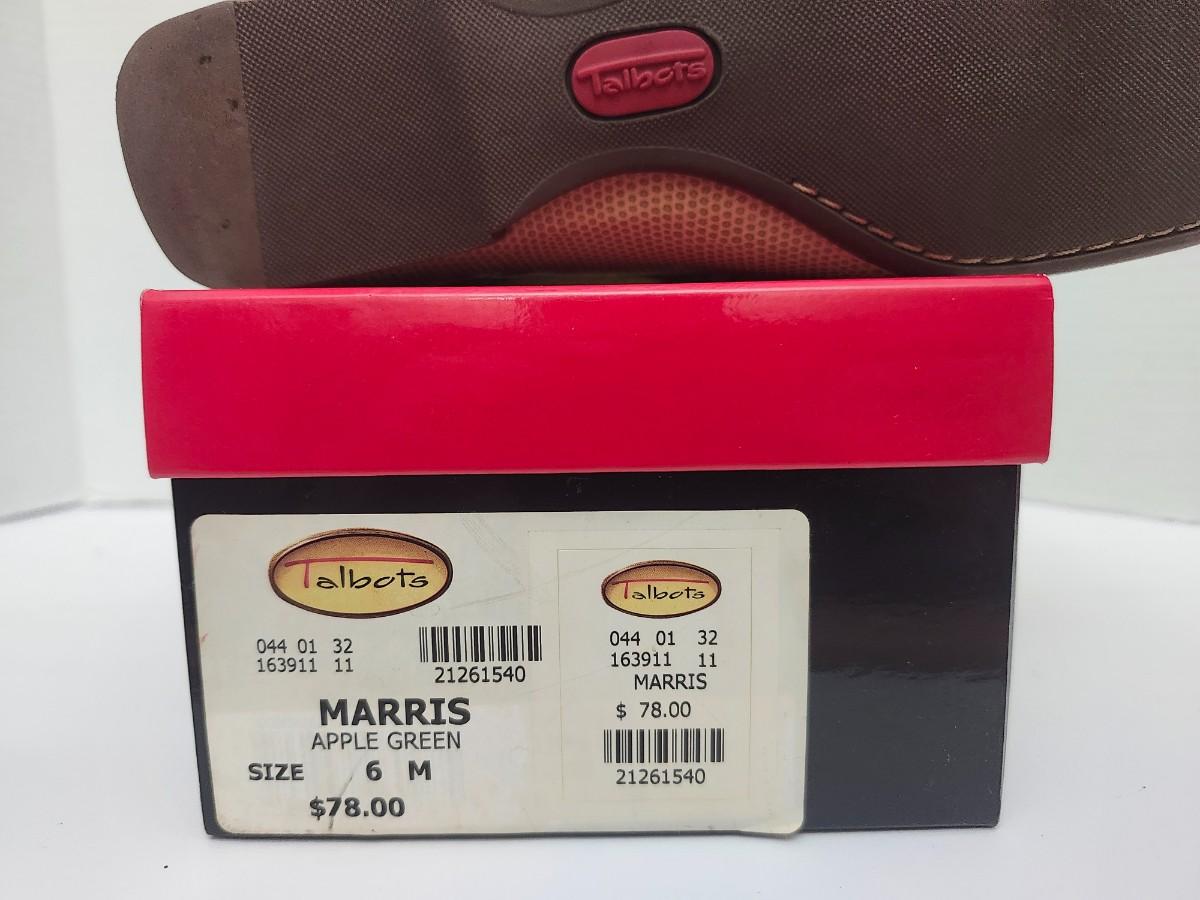 Talbots
Talbots
044 01 32
163911 11
21261540
MARRIS
APPLE GREEN
SIZE 6 M
$78.00
Talbots
044 01 32
163911 11
MARRIS
$ 78.00
21261540